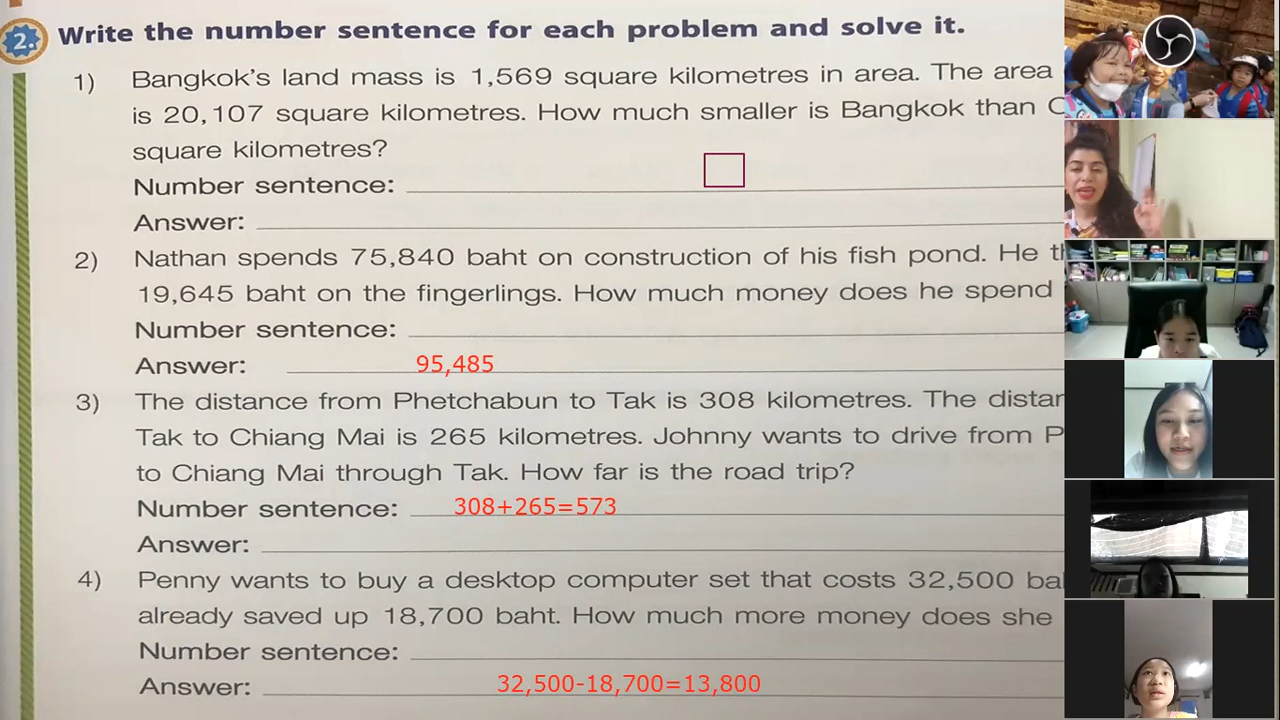 2. Write the number sentence for each problem and solve it.
1) Bangkok's land mass is 1,569 square kilometres in area. The area
is 20,107 square kilometres. How much smaller is Bangkok than
square kilometres?
Number sentence:
Answer:
2) Nathan spends 75,840 baht on construction of his fish pond. He
19,645 baht on the fingerlings. How much money does he spend
Number sentence:
Answer: 95,485
3) The distance from Phetchabun to Tak is 308 kilometres. The
Tak to Chiang Mai is 265 kilometres. Johnny wants to drive from
to Chiang Mai through Tak. How far is the road trip?
Number sentence: 308+265=573
Answer:
4) Penny wants to buy a desktop computer set that costs 32,500
already saved up 18,700 baht. How much more money does she
Number sentence:
Answer: 32,500-18,700=13,800